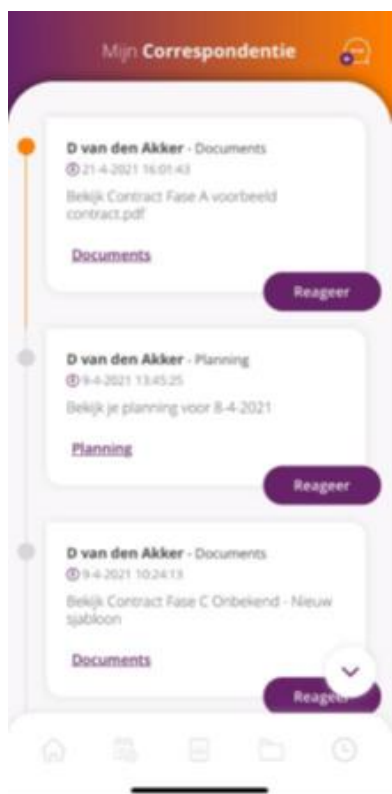 Mijn Correspondentie
D van den Akker - Documents
21-4-2021 16:01:43
Bekijk Contract Fase A voorbeeld
contract.pdf
Documents
Reageer
D van den Akker - Planning
9-4-2021 13:45:25
Bekijk je planning voor 8-4-2021
Planning
Reageer
D van den Akker - Documents
9-4-2021 10:24:13
Bekijk Contract Fase C Onbekend - Nieuw
sjabloon
Documents
Reageer